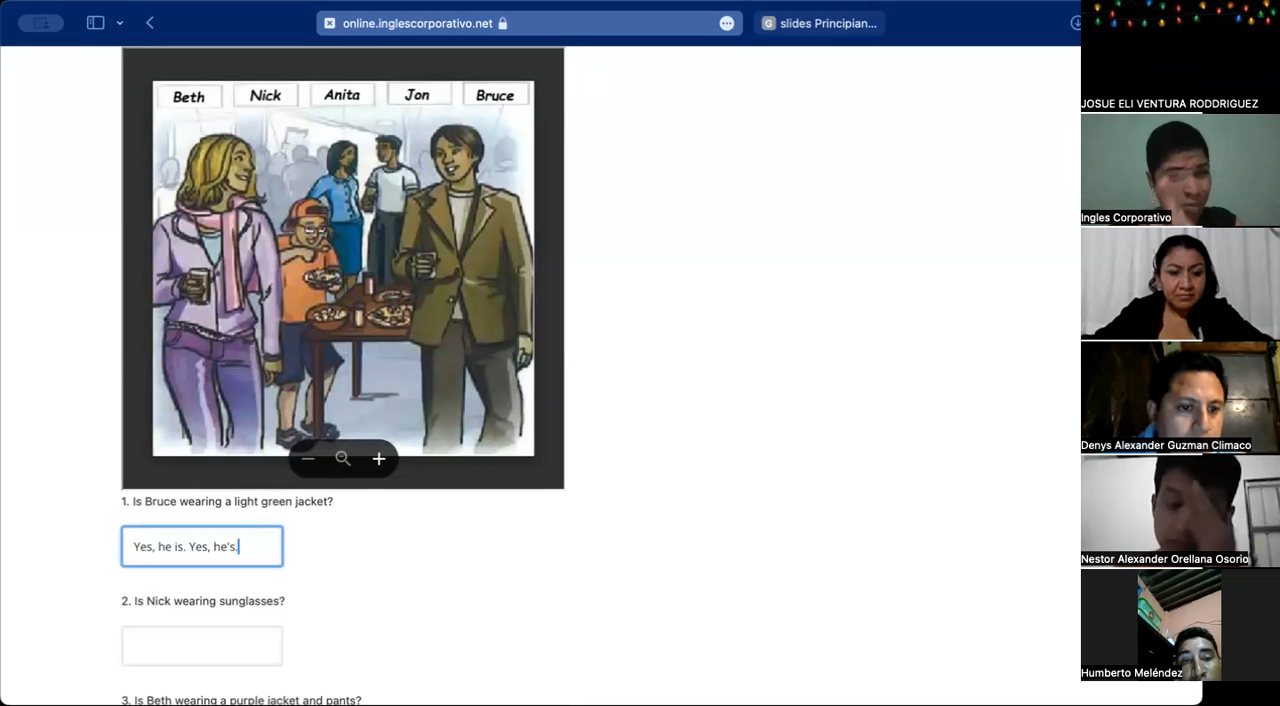 online.inglescorporativo.net
G slides Principian...
Beth Nick Anita Jon Bruce
1. Is Bruce wearing a light green jacket?
Yes, he is. Yes, he's.
2. Is Nick wearing sunglasses?
3. Is Beth wearing a purple jacket and pants?
JOSUE ELI VENTURA RODDRIGUEZ
Ingles Corporativo
Denys Alexander Guzman Climaco
Nestor Alexander Orellana Osorio
Humberto Meléndez